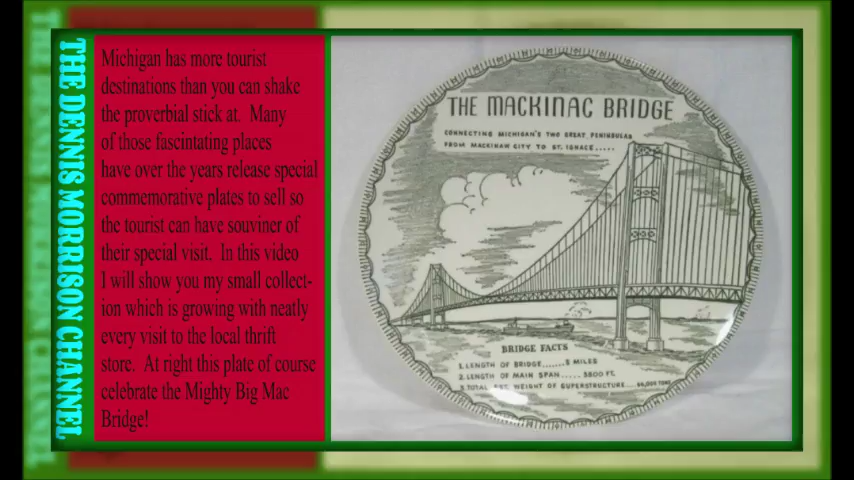 THE DENNIS MORRISON CHANNEL
Michigan has more tourist
destinations than you can shake
the proverbial stick at.  Many
of those fascintating places
have over the years release special
commemorative plates to sell so
the tourist can have souviner of
their special visit.  In this video
I will show you my small collect-
ion which is growing with neatly
every visit to the local thrift
store.  At right this plate of course
celebrate the Mighty Big Mac
Bridge!
THE MACKINAC BRIDGE
CONNECTING MICHIGAN'S TWO GREAT PENINSULAS
FROM MACKINAW CITY TO ST. IGNACE.....
BRIDGE FACTS
1. LENGTH OF BRIDGE.......5 MILES
2. LENGTH OF MAIN SPAN.....3800 FT.
3. TOTAL WEIGHT OF SUPERSTRUCTURE....